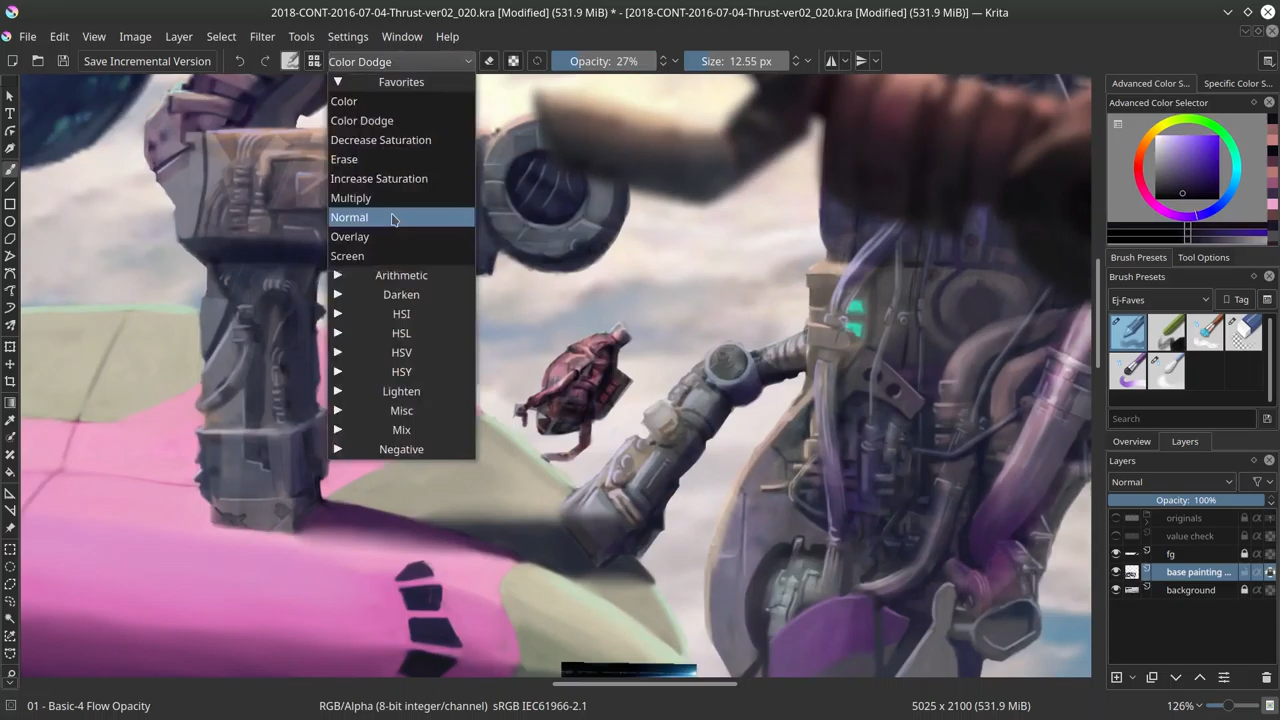 2018-CONT-2016-07-04-Thrust-ver02_020.kra [Modified] (531.9 MiB) * - [2018-CONT-2016-07-04-Thrust-ver02_020.kra [Modified] (531.9 MiB)] — Krita
File Edit View Image Layer Select Filter Tools Settings Window Help
Save Incremental Version Color Dodge Opacity: 27% Size: 12.55 px
Favorites
Color
Color Dodge
Decrease Saturation
Erase
Increase Saturation
Multiply
Normal
Overlay
Screen
Arithmetic
Darken
HSI
HSL
HSV
HSY
Lighten
Misc
Mix
Negative
Advanced Color S... Specific Color S...
Advanced Color Selector
Brush Presets Tool Options
Brush Presets
Ej-Faves Tag
Search
Overview Layers
Layers
Normal
Opacity: 100%
originals
value check
fg
base painting ...
background
01 - Basic-4 Flow Opacity RGB/Alpha (8-bit integer/channel) sRGB IEC61966-2.1 5025 x 2100 (531.9 MiB) 126%